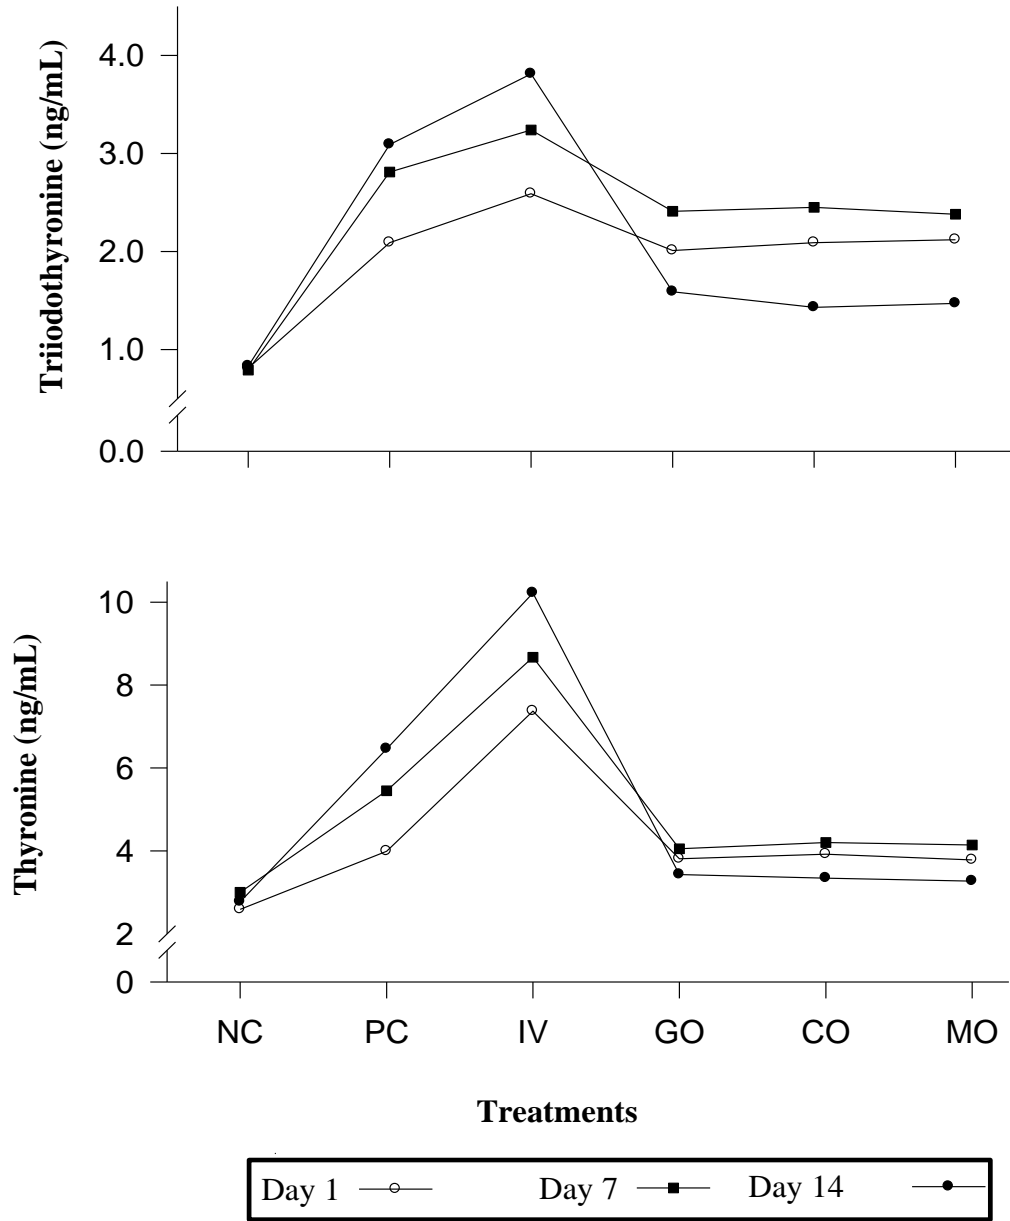 Triiodothyronine (ng/mL)
4.0
3.0
2.0
1.0
0.0
Thyronine (ng/mL)
10
8
6
4
2
0
NC PC IV GO CO MO
Treatments
Day 1 Day 7 Day 14